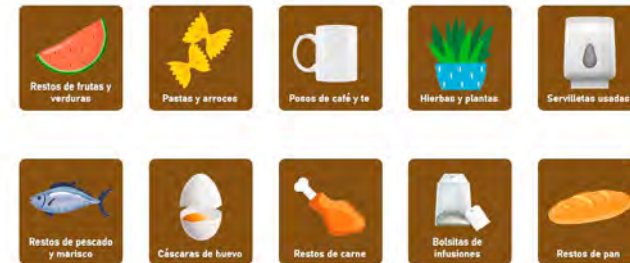 Restos de frutas y
verduras
Pastas y arroces
Posos de café y te
Hierbas y plantas
Servilletas usadas
Restos de pescado
y marisco
Cáscaras de huevo
Restos de carne
Bolsitas de
infusiones
Restos de pan